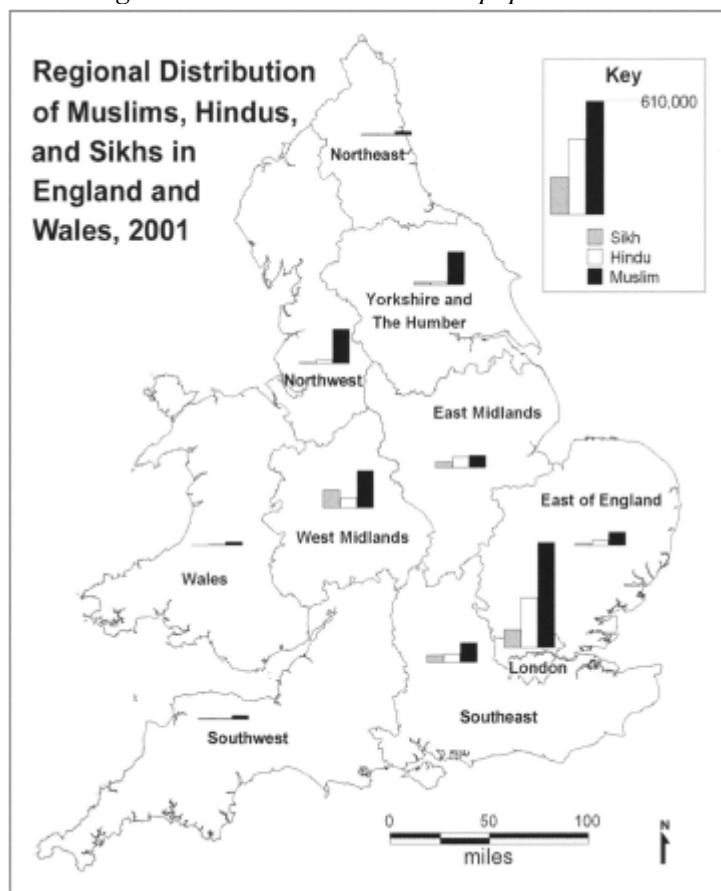 Regional Distribution
of Muslims, Hindus,
and Sikhs in
England and
Wales, 2001
Key
610,000
Sikh
Hindu
Muslim
Northeast
Yorkshire and
The Humber
Northwest
East Midlands
East of England
West Midlands
Wales
London
Southeast
Southwest
0 50 100
miles
N